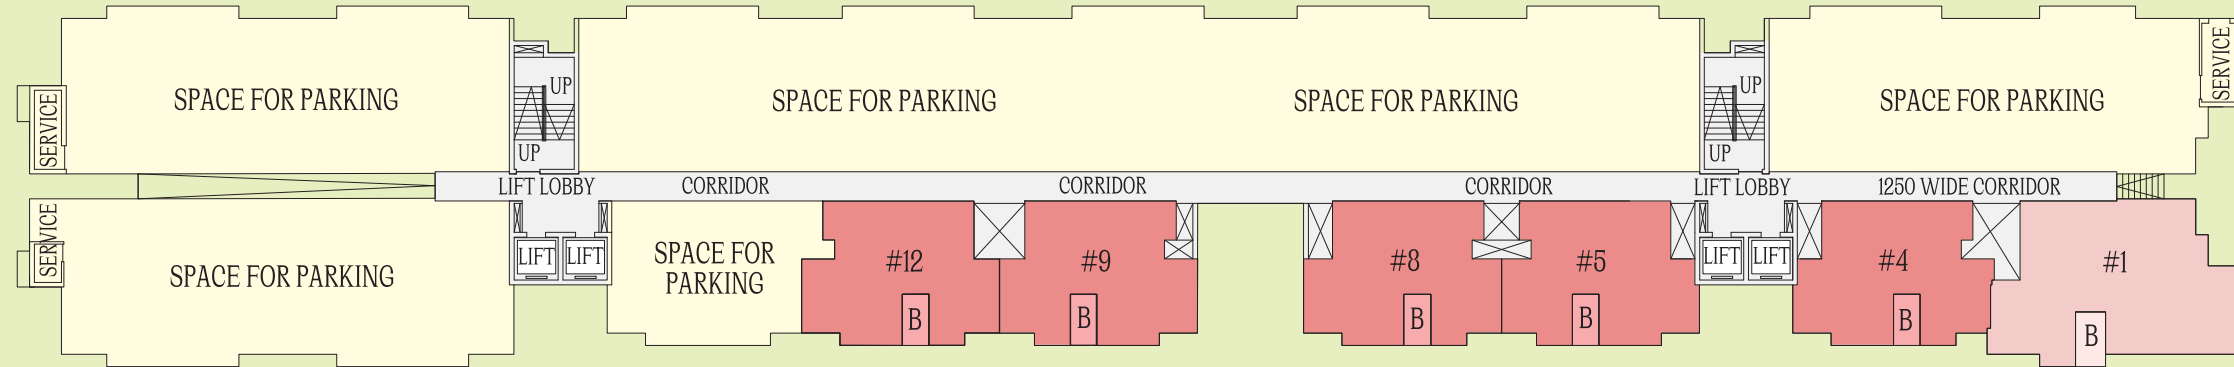 SPACE FOR PARKING
SPACE FOR PARKING
SPACE FOR PARKING
SPACE FOR PARKING
SERVICE
SERVICE
UP
UP
UP
UP
LIFT LOBBY
CORRIDOR
CORRIDOR
CORRIDOR
LIFT LOBBY
1250 WIDE CORRIDOR
SERVICE
SERVICE
SPACE FOR PARKING
LIFT
LIFT
SPACE FOR
PARKING
#12
#9
#8
#5
LIFT
LIFT
#4
#1
B
B
B
B
B
B